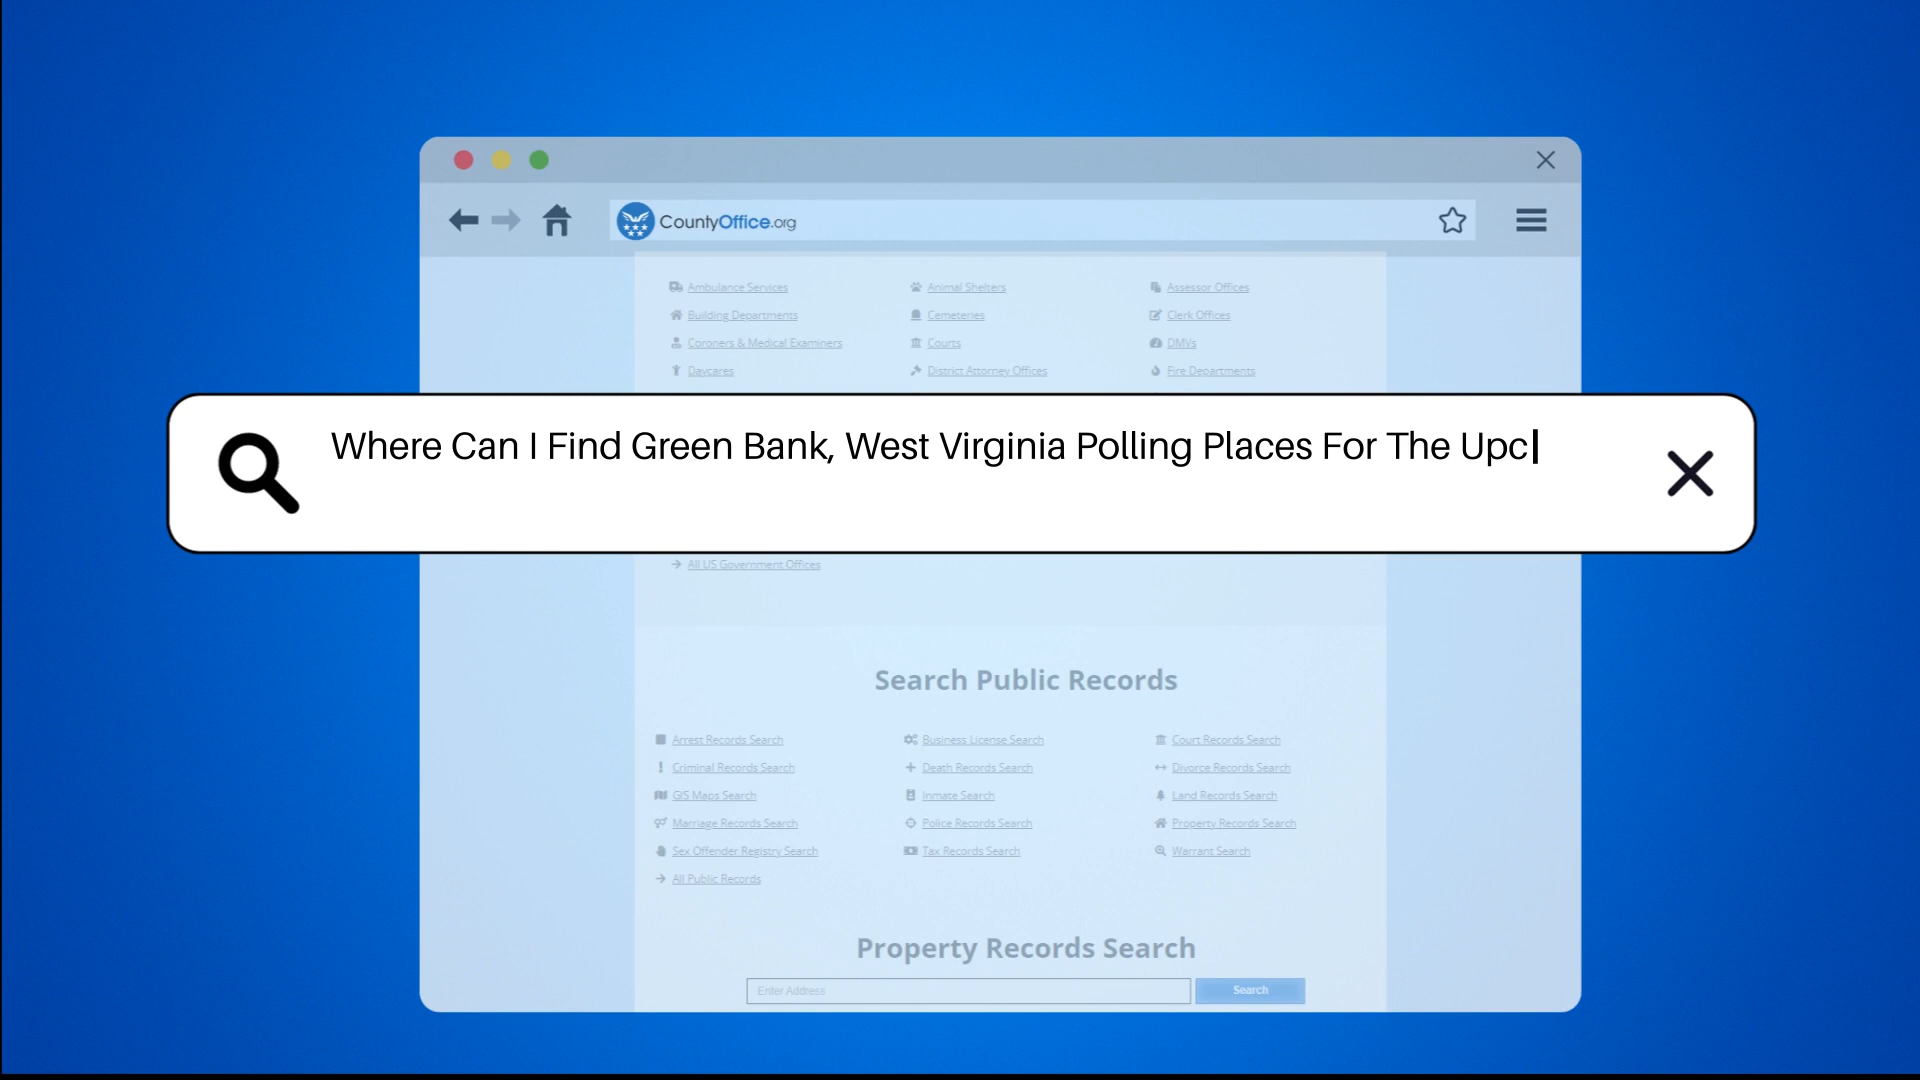 CountyOffice.org
Ambulance Services Animal Shelters Assessor Offices
Building Departments Cemeteries Clerk Offices
Coroners & Medical Examiners Courts DMVs
Daycares District Attorney Offices Fire Departments
Where Can I Find Green Bank, West Virginia Polling Places For The Upc
All US Government Offices
Search Public Records
Arrest Records Search Business License Search Court Records Search
Criminal Records Search Death Records Search Divorce Records Search
GIS Maps Search Inmate Search Land Records Search
Marriage Records Search Police Records Search Property Records Search
Sex Offender Registry Search Tax Records Search Warrant Search
All Public Records
Property Records Search
Enter Address Search